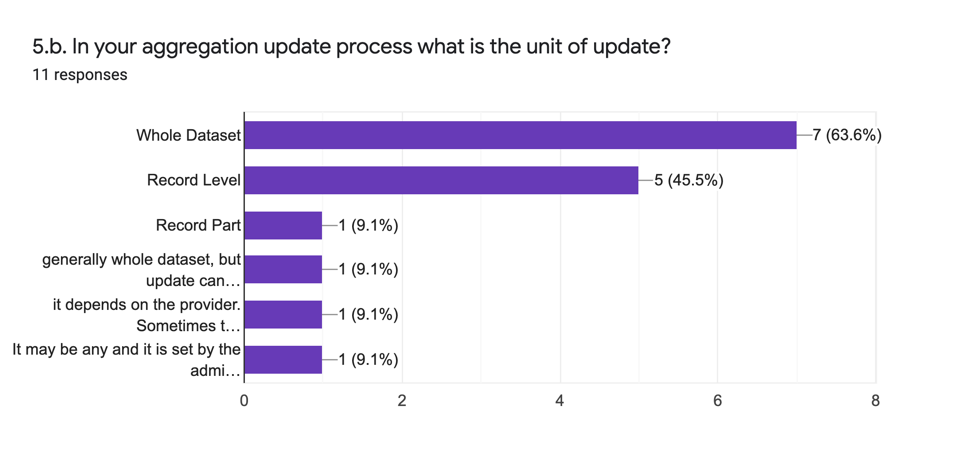 5.b. In your aggregation update process what is the unit of update?
11 responses
Whole Dataset
7 (63.6%)
Record Level
5 (45.5%)
Record Part
1 (9.1%)
generally whole dataset, but
update can…
1 (9.1%)
it depends on the provider.
Sometimes t…
1 (9.1%)
It may be any and it is set by the
admi…
1 (9.1%)
0 2 4 6 8